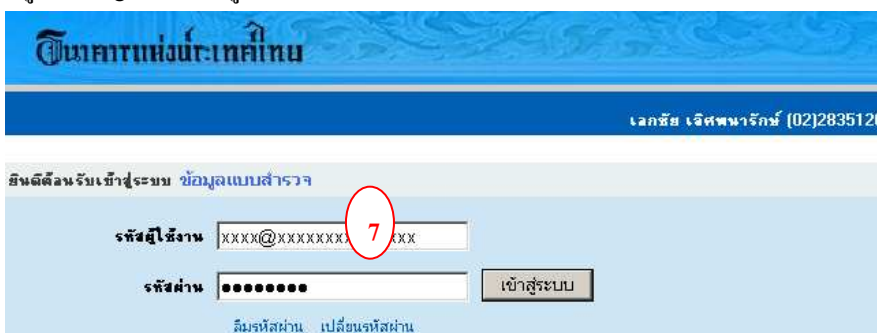 ธนาคารแห่งประเทศไทย
เอกชัย เจิศพนารักษ์ (02)2835120
ยินดีต้อนรับเข้าสู่ระบบ ข้อมูลแบบสำรวจ
รหัสผู้ใช้งาน xxxx@xxxxxxx 7 xxx
รหัสผ่าน ●●●●●●●● เข้าสู่ระบบ
ลืมรหัสผ่าน เปลี่ยนรหัสผ่าน